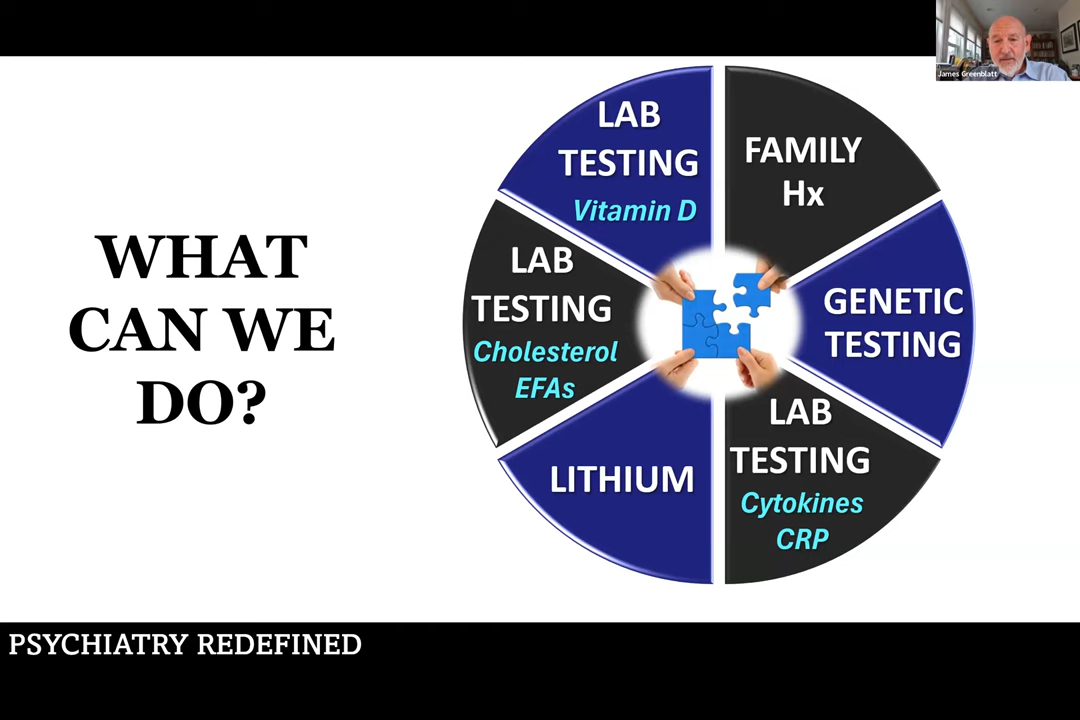 James Greenblatt
WHAT
CAN WE
DO?
LAB
TESTING
Vitamin D
FAMILY
Hx
GENETIC
TESTING
LAB
TESTING
Cytokines
CRP
LITHIUM
LAB
TESTING
Cholesterol
EFAs
PSYCHIATRY REDEFINED